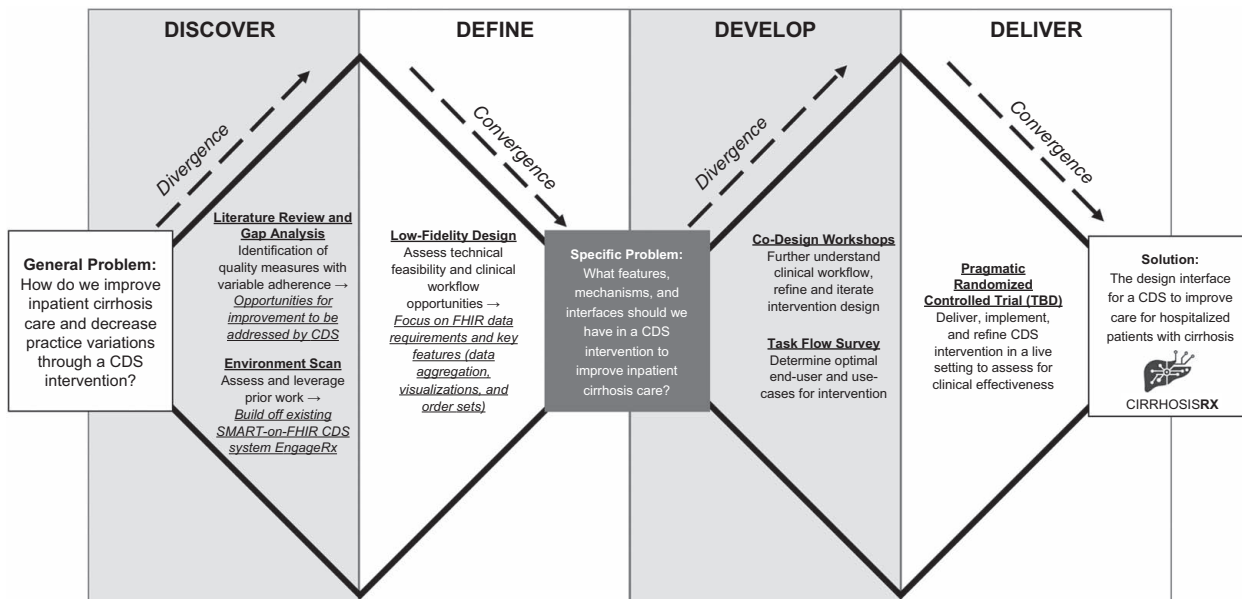 DISCOVER
DEFINE
DEVELOP
DELIVER
Divergence
Convergence
Divergence
Convergence
General Problem:
How do we improve
inpatient cirrhosis
care and decrease
practice variations
through a CDS
intervention?
Literature Review and
Gap Analysis
Identification of
quality measures with
variable adherence →
Opportunities for
improvement to be
addressed by CDS
Environment Scan
Assess and leverage
prior work →
Build off existing
SMART-on-FHIR CDS
system EngageRx
Low-Fidelity Design
Assess technical
feasibility and clinical
workflow
opportunities →
Focus on FHIR data
requirements and key
features (data
aggregation,
visualizations, and
order sets)
Specific Problem:
What features,
mechanisms, and
interfaces should we
have in a CDS
intervention to
improve inpatient
cirrhosis care?
Co-Design Workshops
Further understand
clinical workflow,
refine and iterate
intervention design
Task Flow Survey
Determine optimal
end-user and use-
cases for intervention
Pragmatic
Randomized
Controlled Trial (TBD)
Deliver, implement,
and refine CDS
intervention in a live
setting to assess for
clinical effectiveness
Solution:
The design interface
for a CDS to improve
care for hospitalized
patients with cirrhosis
CIRRHOSISRX